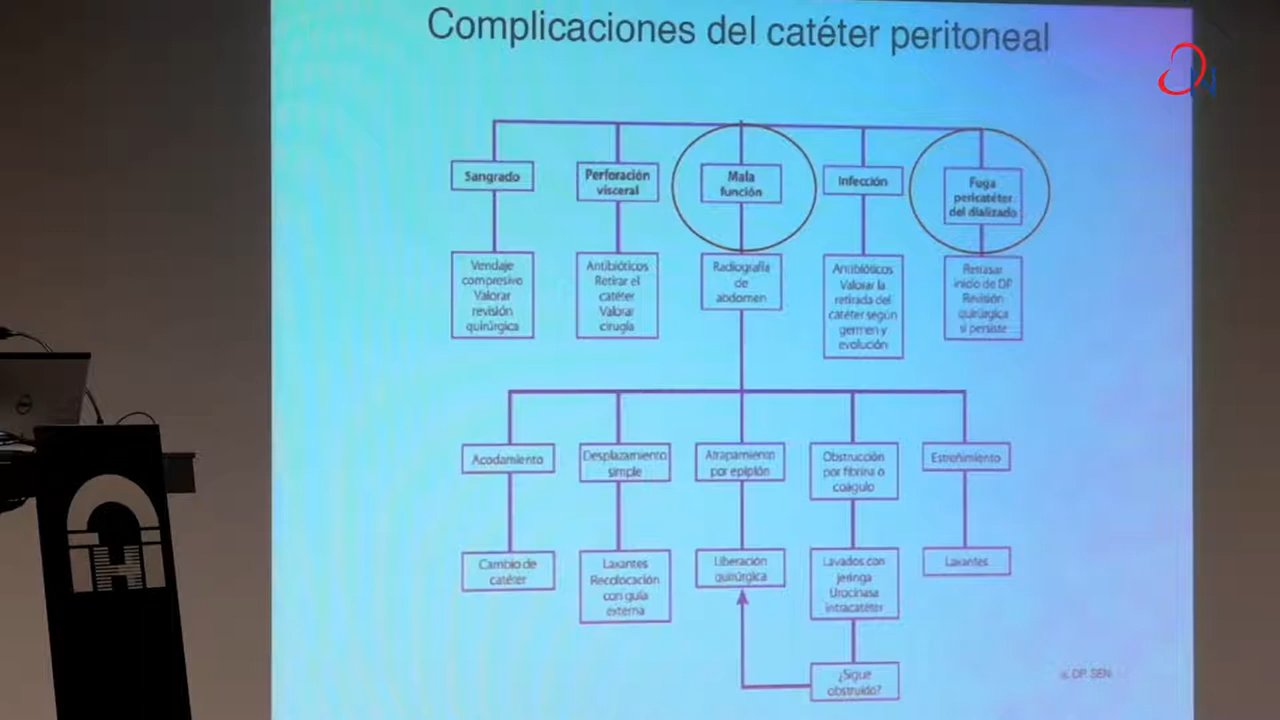 Complicaciones del catéter peritoneal
Sangrado
Perforación
visceral
Mala
función
Infección
Fuga
pericatéter
del dializado
Vendaje
compresivo
Valorar
revisión
quirúrgica
Antibióticos
Retirar el
catéter
Valorar
cirugía
Radiografía
de
abdomen
Antibióticos
Valorar la
retirada del
catéter según
germen y
evolución
Retrasar
inicio de DP
Revisión
quirúrgica
si persiste
Acodamiento
Desplazamiento
simple
Atrapamiento
por epiplón
Obstrucción
por fibrina o
coágulo
Estreñimiento
Cambio de
catéter
Laxantes
Recolocación
con guía
externa
Liberación
quirúrgica
Lavados con
jeringa
Urocinasa
intracatéter
Laxantes
¿Sigue
obstruido?
DP. SEN